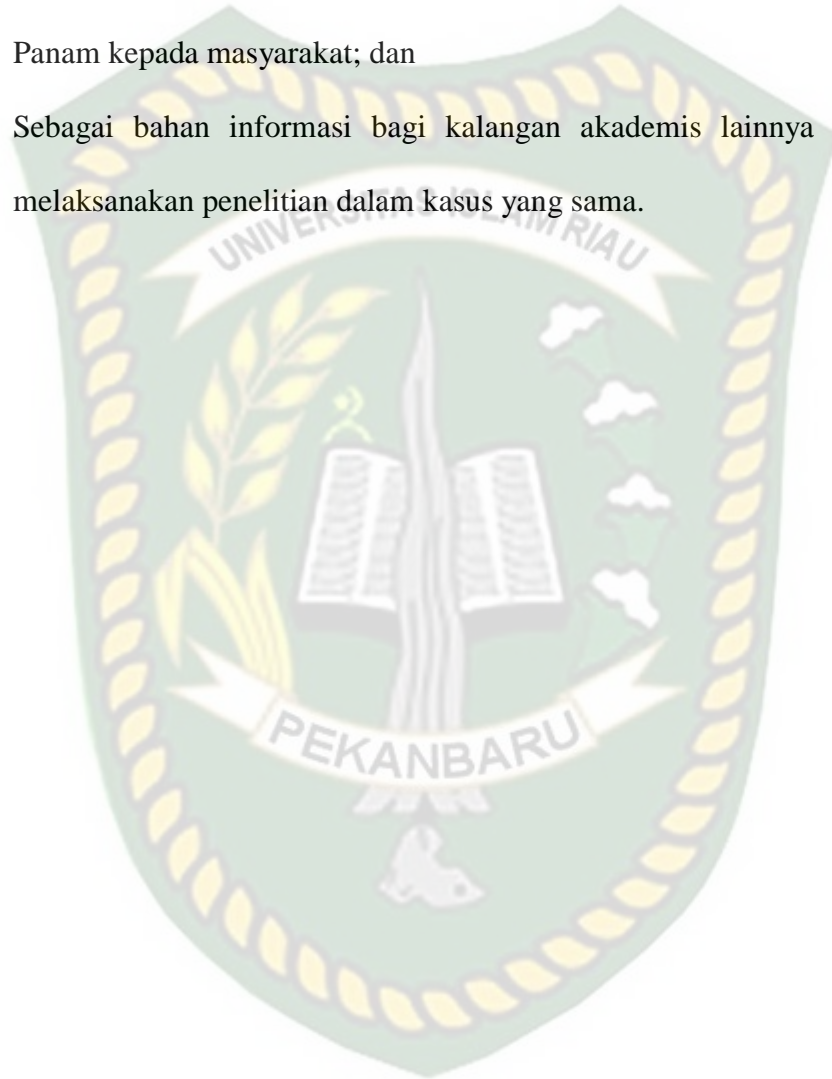 Panam kepada masyarakat; dan
Sebagai bahan informasi bagi kalangan akademis lainnya
melaksanakan penelitian dalam kasus yang sama.
UNIVERSITAS ISLAM RIAU
PEKANBARU